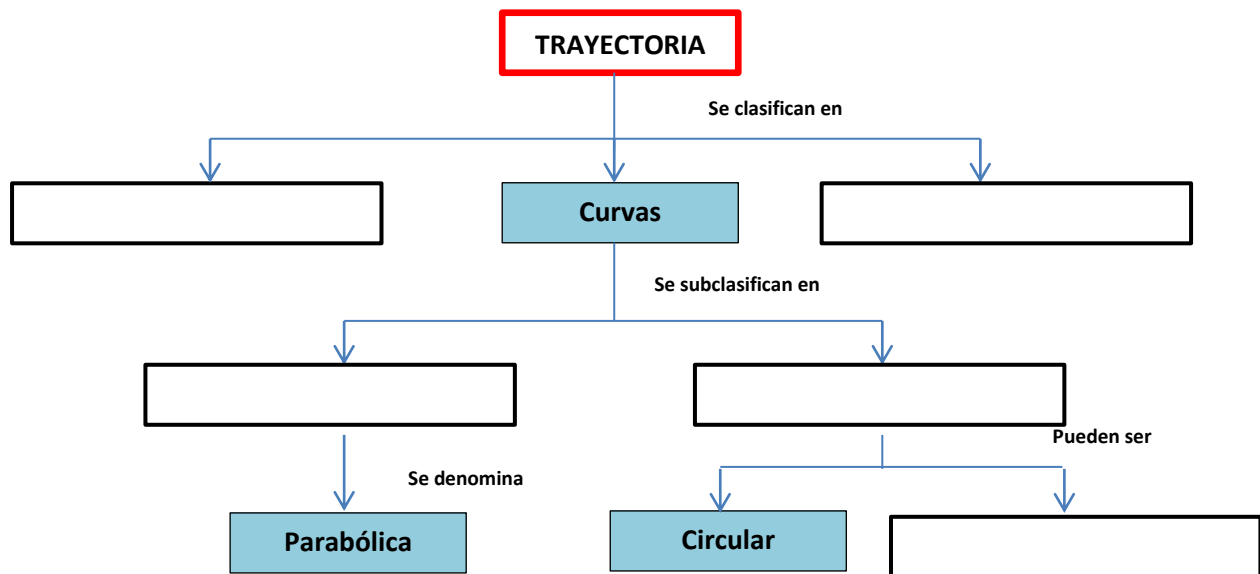 TRAYECTORIA
Se clasifican en
Curvas
Se subclasifican en
Pueden ser
Se denomina
Parabólica
Circular